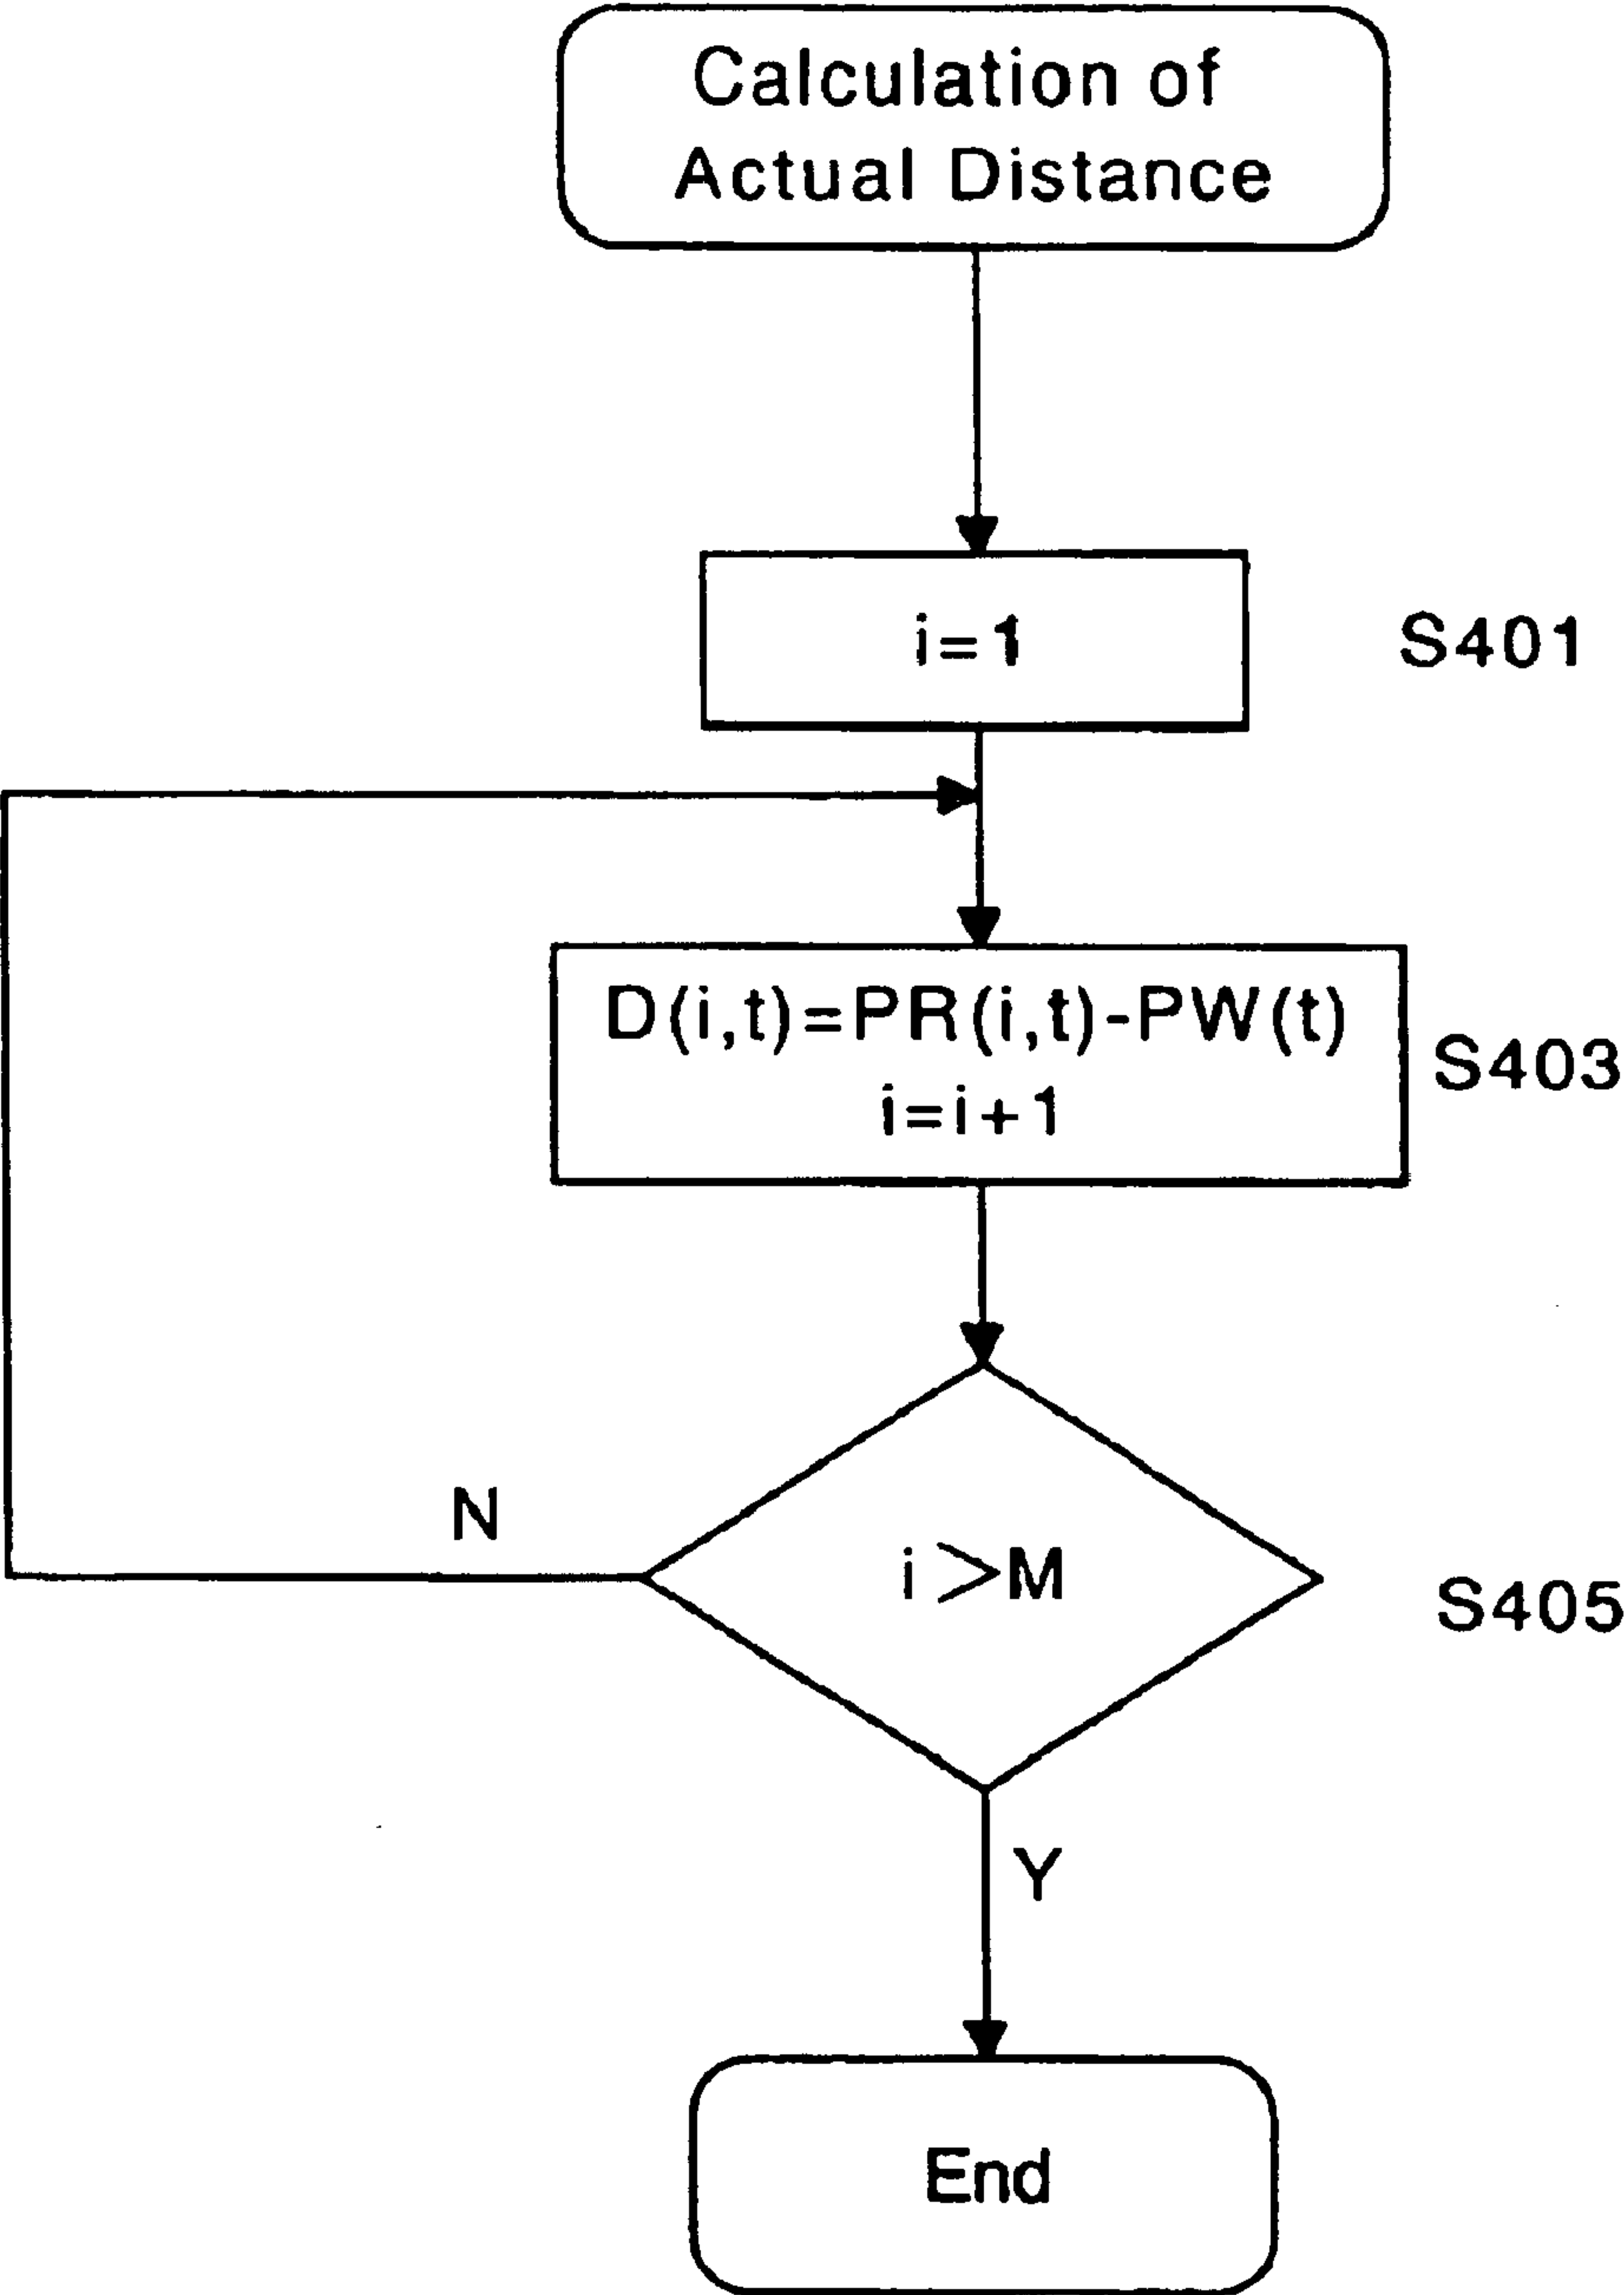 Calculation of
Actual Distance
i=1
S401
D(i,t)=PR(i,t)-PW(t)
i=i+1
S403
N
i>M
S405
Y
End